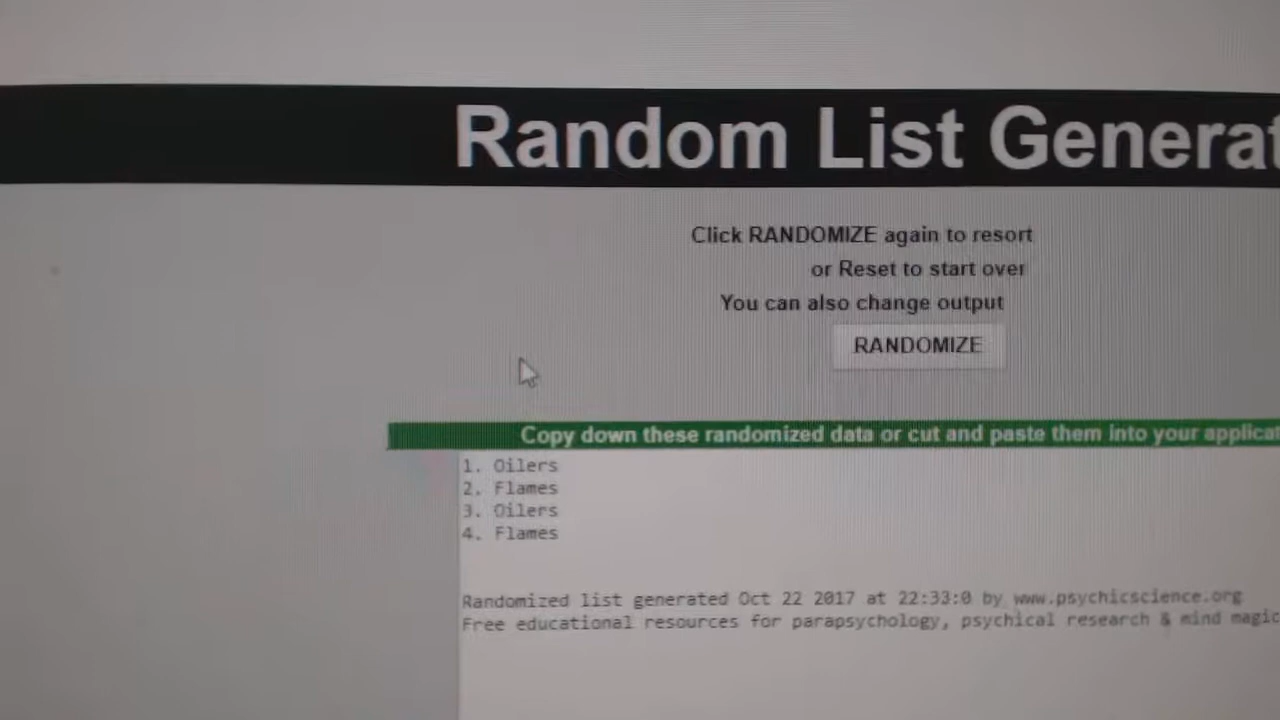 Random List Generat
Click RANDOMIZE again to resort
or Reset to start over
You can also change output
RANDOMIZE
Copy down these randomized data or cut and paste them into your applicat
1. Oilers
2. Flames
3. Oilers
4. Flames
Randomized list generated Oct 22 2017 at 22:33:0 by www.psychicscience.org
Free educational resources for parapsychology, psychical research & mind magic